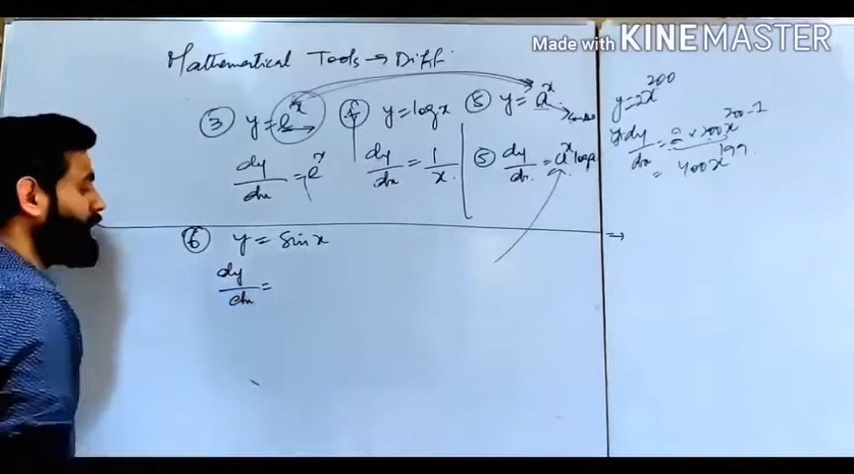 Made with KINEMASTER
Mathematical Tools → Diff.
③ y = eˣ
dy/dx = eˣ
④ y = log x
dy/dx = 1/x.
⑤ y = aˣ
⑤ dy/dx = aˣ log a
⑥ y = Sin x
dy/dx =
y = 2x²⁰⁰
dy/dx = 2 × 200x²⁰⁰⁻¹
= 400x¹⁹⁹.